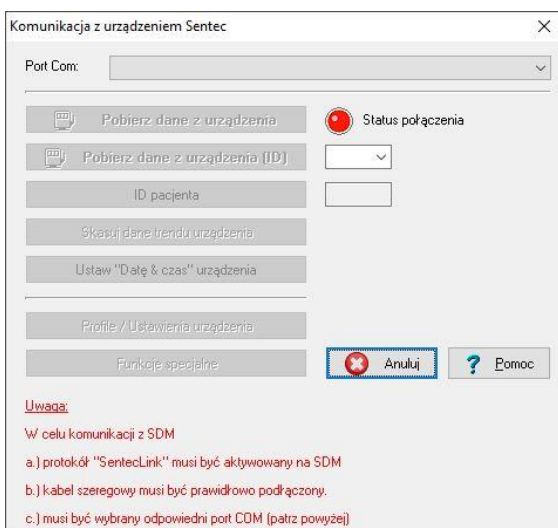 Komunikacja z urządzeniem Sentec
Port Com:
Pobierz dane z urządzenia
Status połączenia
Pobierz dane z urządzenia (ID)
ID pacjenta
Skasuj dane trendu urządzenia
Ustaw "Datę & czas" urządzenia
Profile / Ustawienia urządzenia
Funkcje specjalne
Anuluj
Pomoc
Uwaga:
W celu komunikacji z SDM
a.) protokół "SentecLink" musi być aktywowany na SDM
b.) kabel szeregowy musi być prawidłowo podłączony.
c.) musi być wybrany odpowiedni port COM (patrz powyżej)